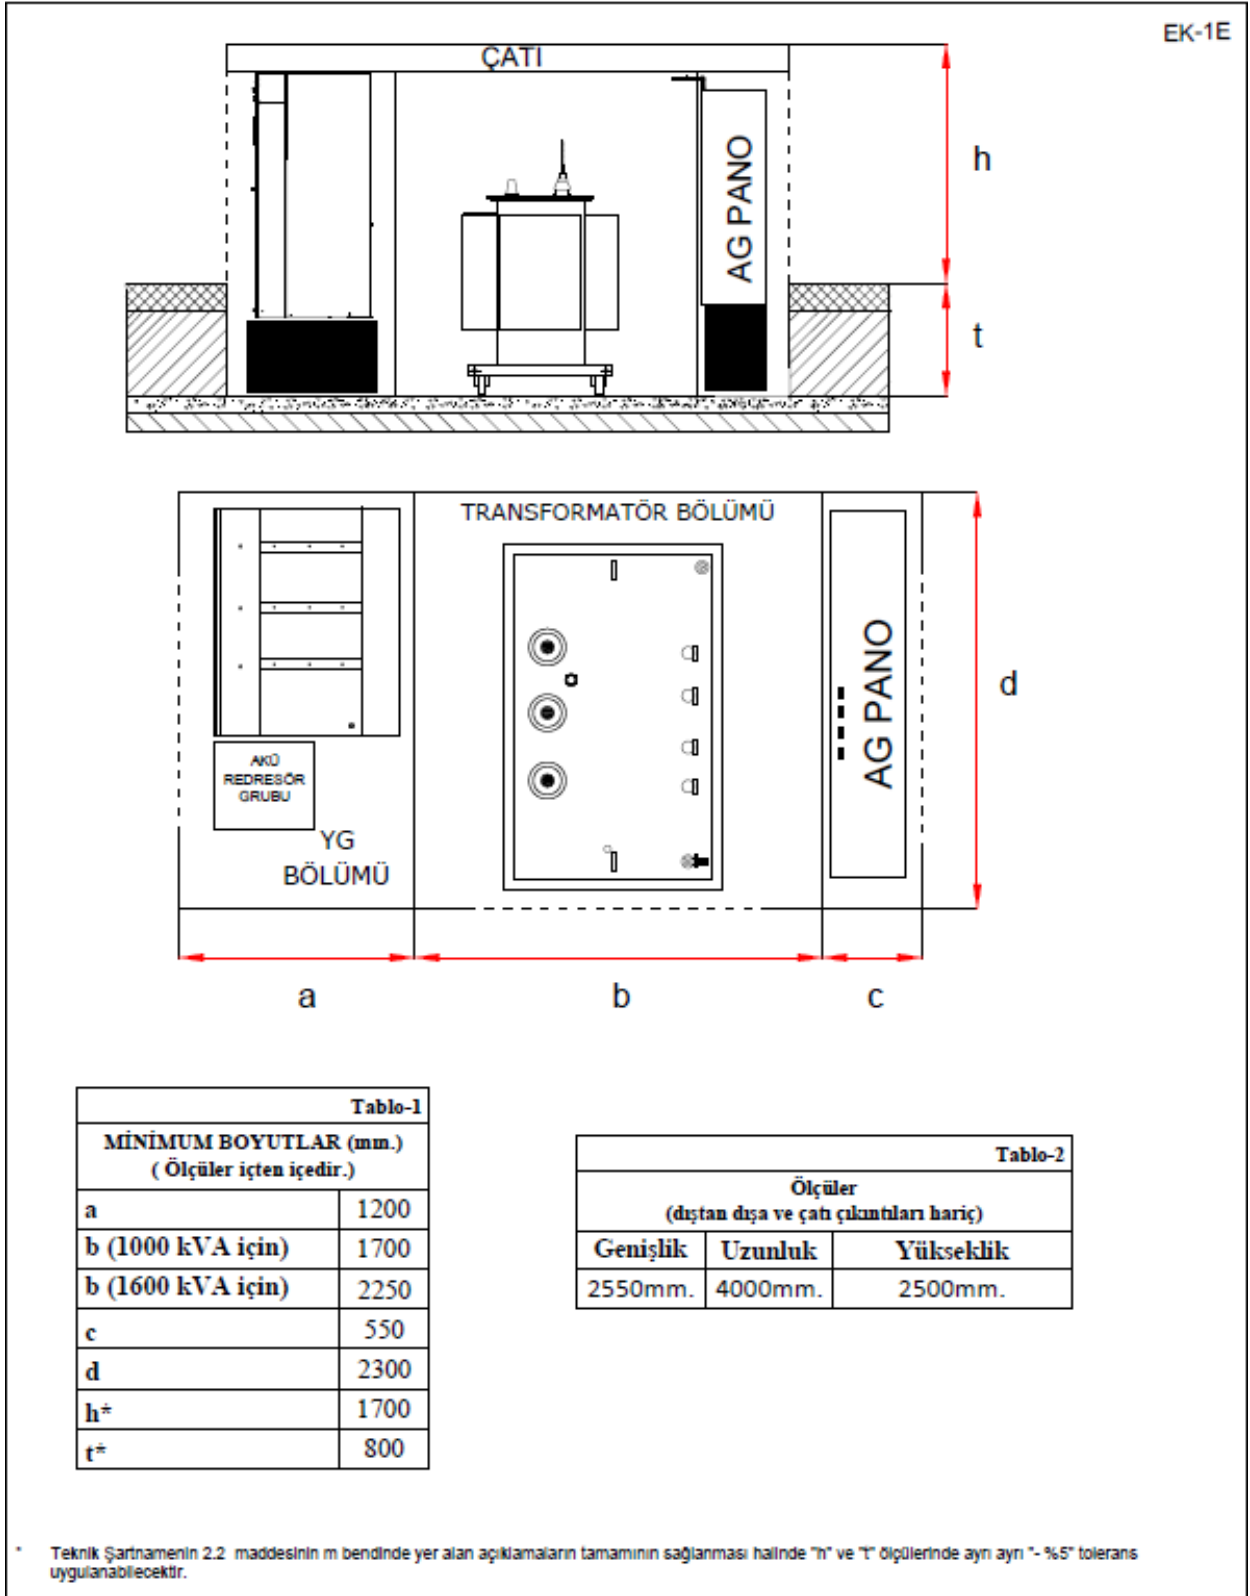 EK-1E
ÇATI
h
AG PANO
t
TRANSFORMATÖR BÖLÜMÜ
AKÜ
REDRESÖR
GRUBU
YG
BÖLÜMÜ
AG PANO
d
a
b
c
Tablo-1
MİNİMUM BOYUTLAR (mm.)
( Ölçüler içten içedir.)
a 1200
b (1000 kVA için) 1700
b (1600 kVA için) 2250
c 550
d 2300
h* 1700
t* 800
Tablo-2
Ölçüler
(dıştan dışa ve çatı çıkıntıları hariç)
Genişlik Uzunluk Yükseklik
2550mm. 4000mm. 2500mm.
* Teknik Şartnamenin 2.2 maddesinin m bendinde yer alan açıklamaların tamamının sağlanması halinde "h" ve "t" ölçülerinde ayrı ayrı "- %5" tolerans
uygulanabilecektir.